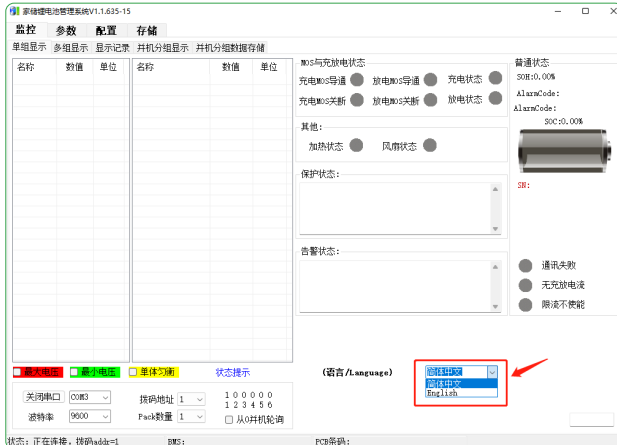 家储锂电池管理系统V1.1.635-15
监控 参数 配置 存储
单组显示 多组显示 显示记录 并机分组显示 并机分组数据存储
名称 数值 单位 名称 数值 单位
MOS与充放电状态
充电MOS导通 放电MOS导通 充电状态
充电MOS关断 放电MOS关断 放电状态
其他:
加热状态 风扇状态
保护状态:
告警状态:
普通状态
SOH:0.00%
AlarmCode:
AlarmCode:
SOC:0.00%
SN:
通讯失败
无充放电流
限流不使能
最大电压 最小电压 单体匀衡 状态提示
(语言/Language) 简体中文
简体中文
English
关闭串口 COM3 拨码地址 1 1 0 0 0 0 0
1 2 3 4 5 6
波特率 9600 Pack数量 1 从0并机轮询
状态: 正在连接, 拨码addr=1 BMS: PCB条码: